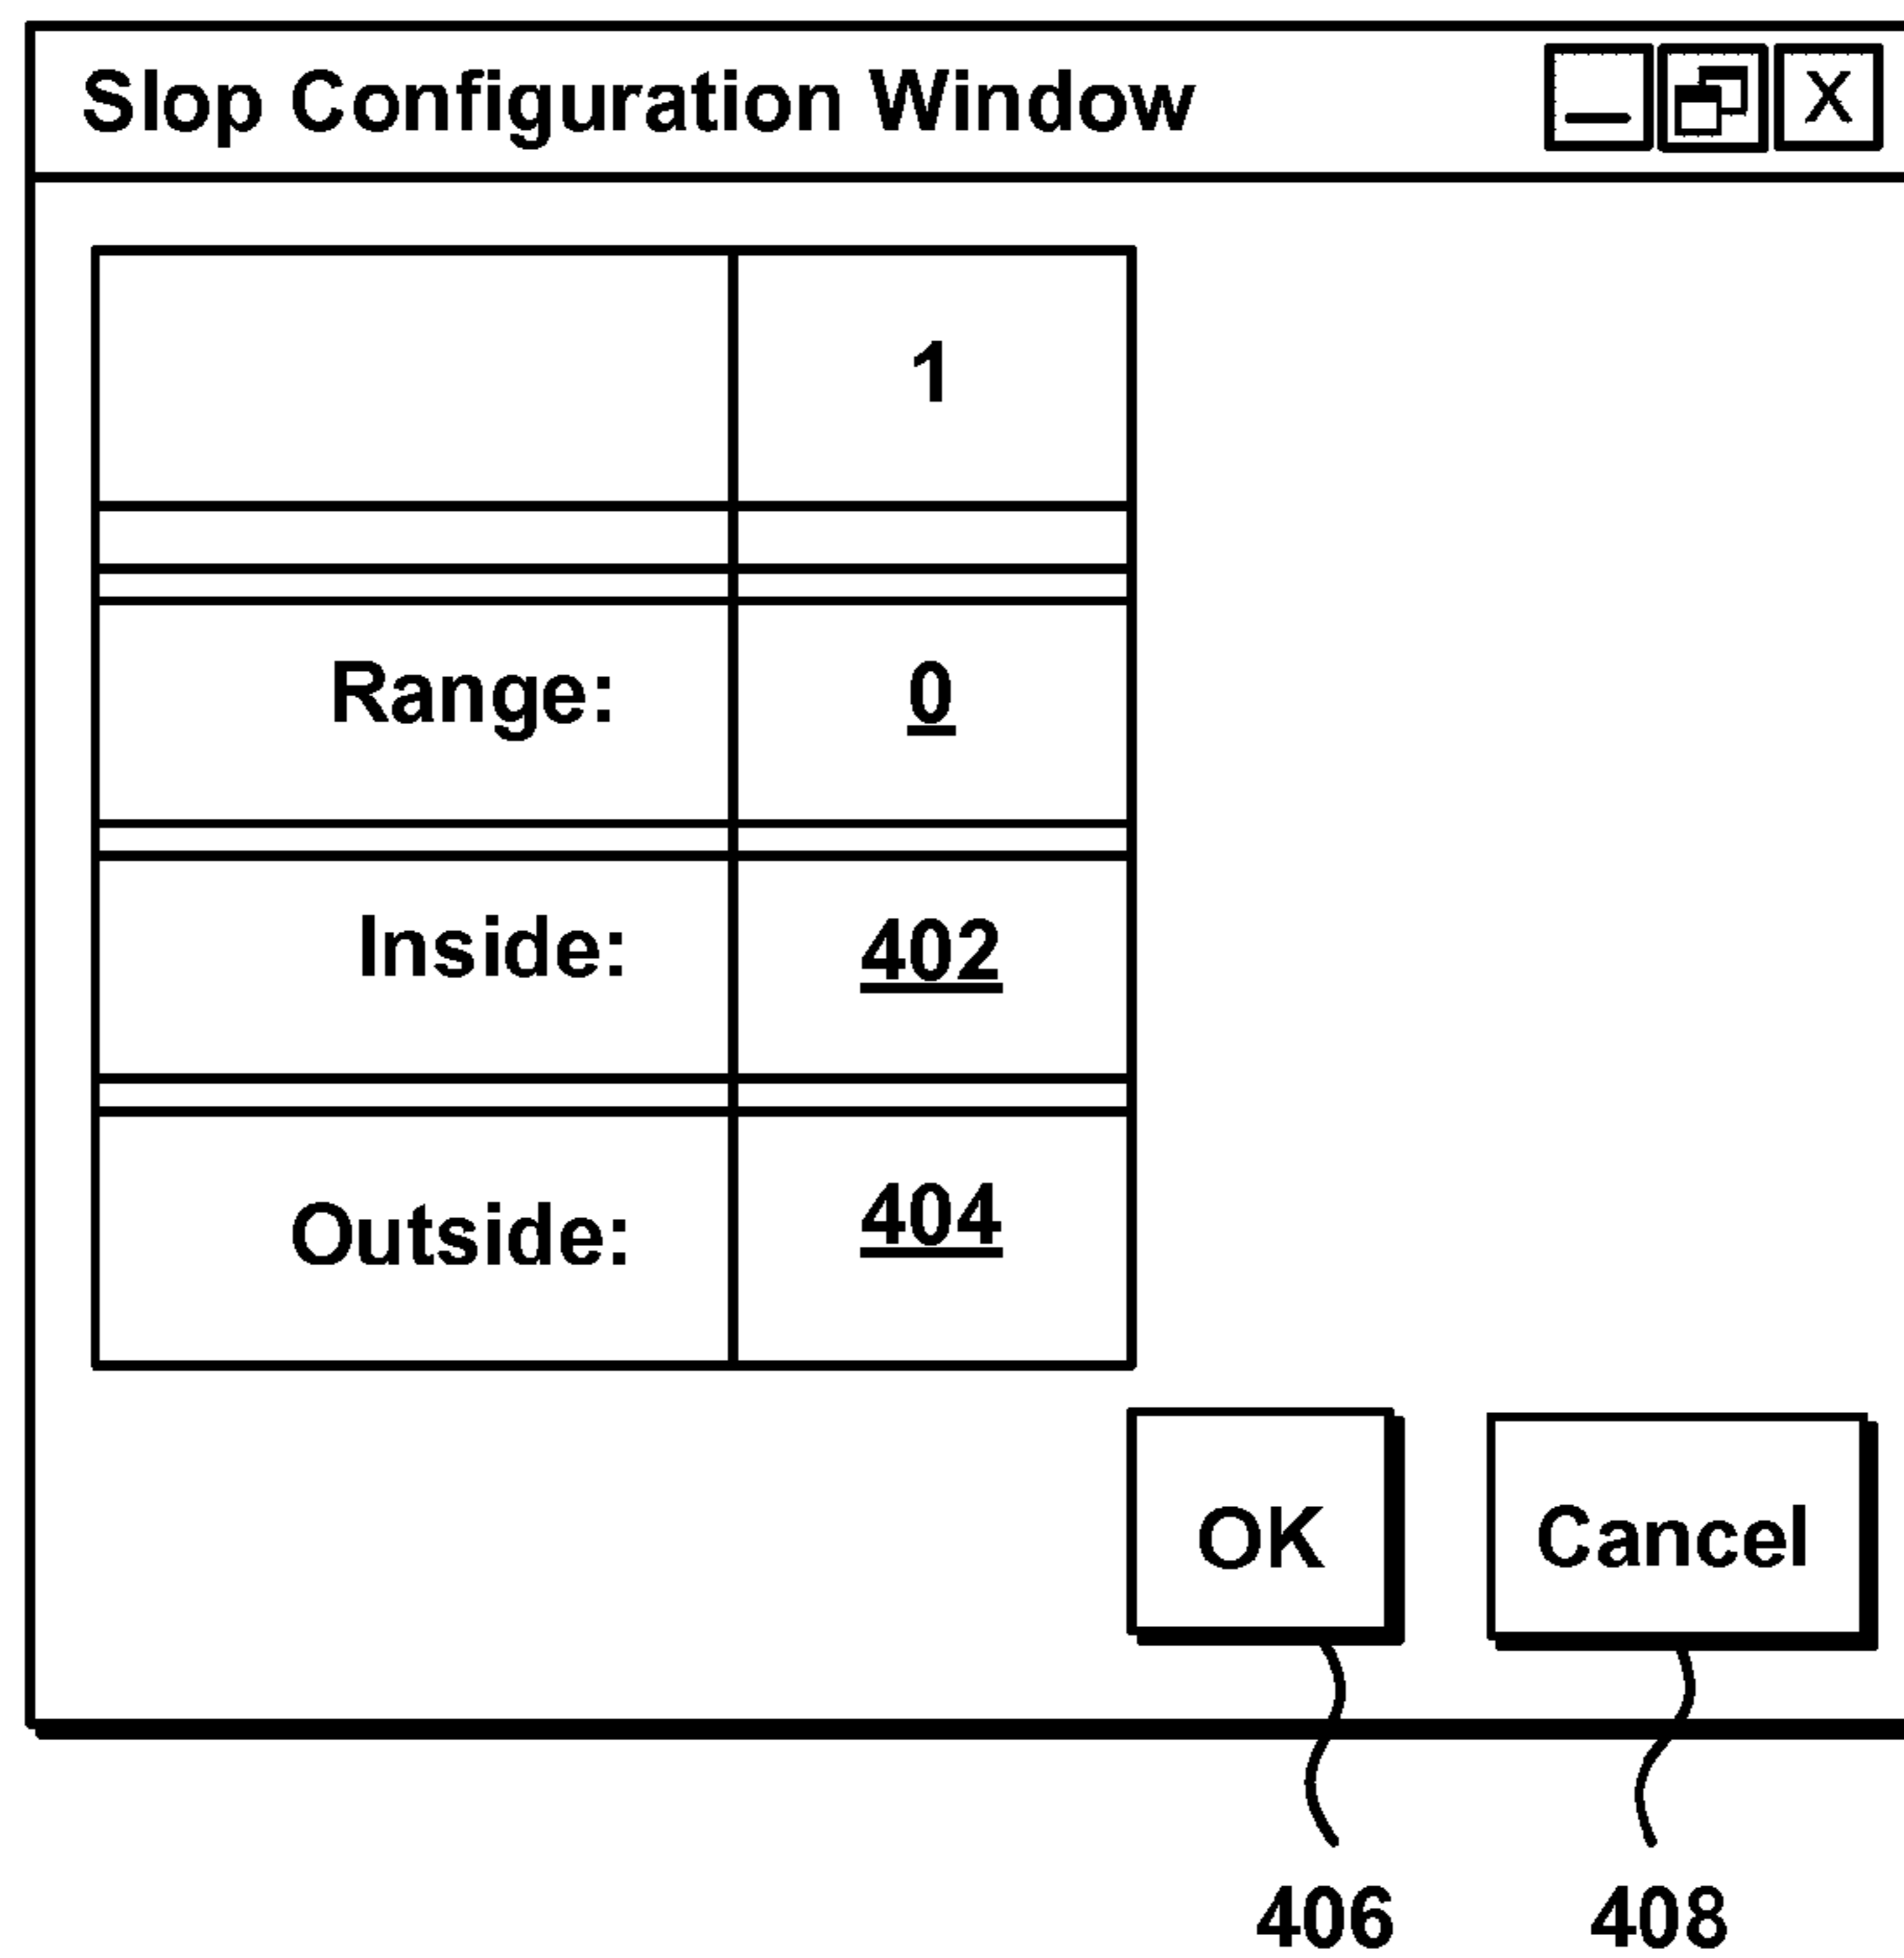 Slop Configuration Window X
1
Range: 0
Inside: 402
Outside: 404
OK Cancel
406 408